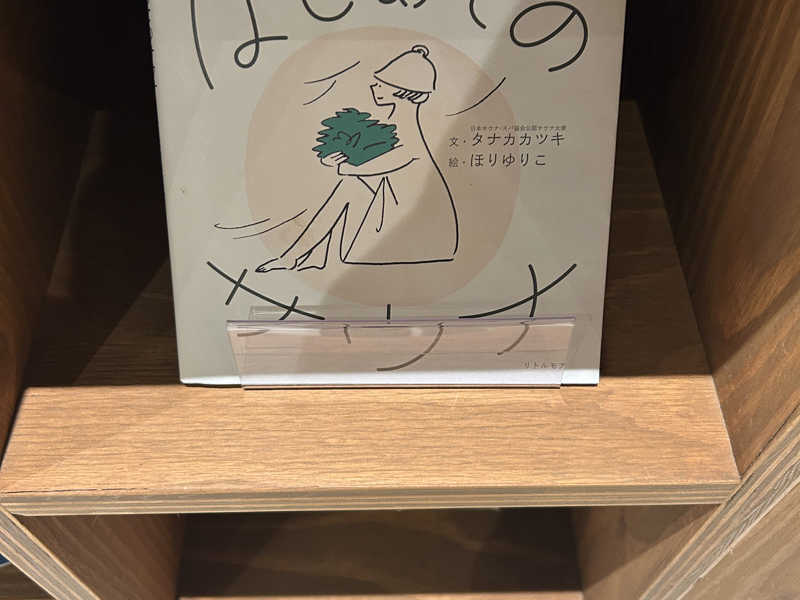 はじめての
日本サウナ・スパ協会公認サウナ大使
文・タナカカツキ
絵・ほりゆりこ
サウナ
リトルモア